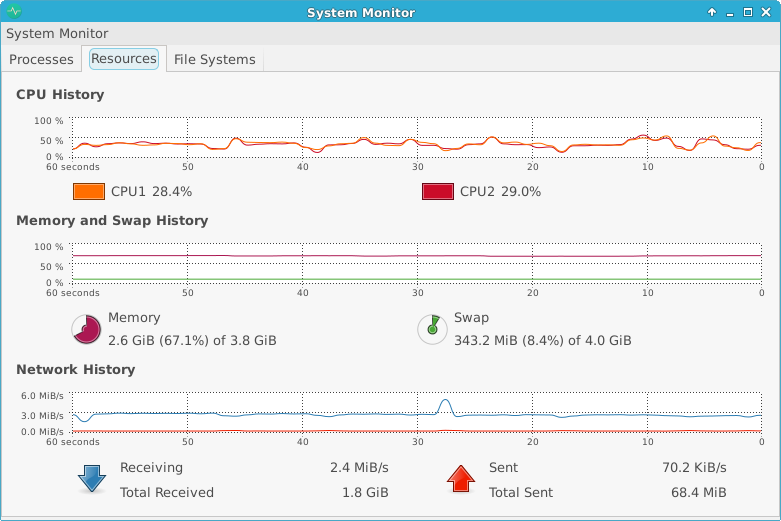 System Monitor
System Monitor
Processes Resources File Systems
CPU History
100 %
50 %
0 %
60 seconds 50 40 30 20 10 0
CPU1 28.4% CPU2 29.0%
Memory and Swap History
100 %
50 %
0 %
60 seconds 50 40 30 20 10 0
Memory Swap
2.6 GiB (67.1%) of 3.8 GiB 343.2 MiB (8.4%) of 4.0 GiB
Network History
6.0 MiB/s
3.0 MiB/s
0.0 MiB/s
60 seconds 50 40 30 20 10 0
Receiving 2.4 MiB/s Sent 70.2 KiB/s
Total Received 1.8 GiB Total Sent 68.4 MiB